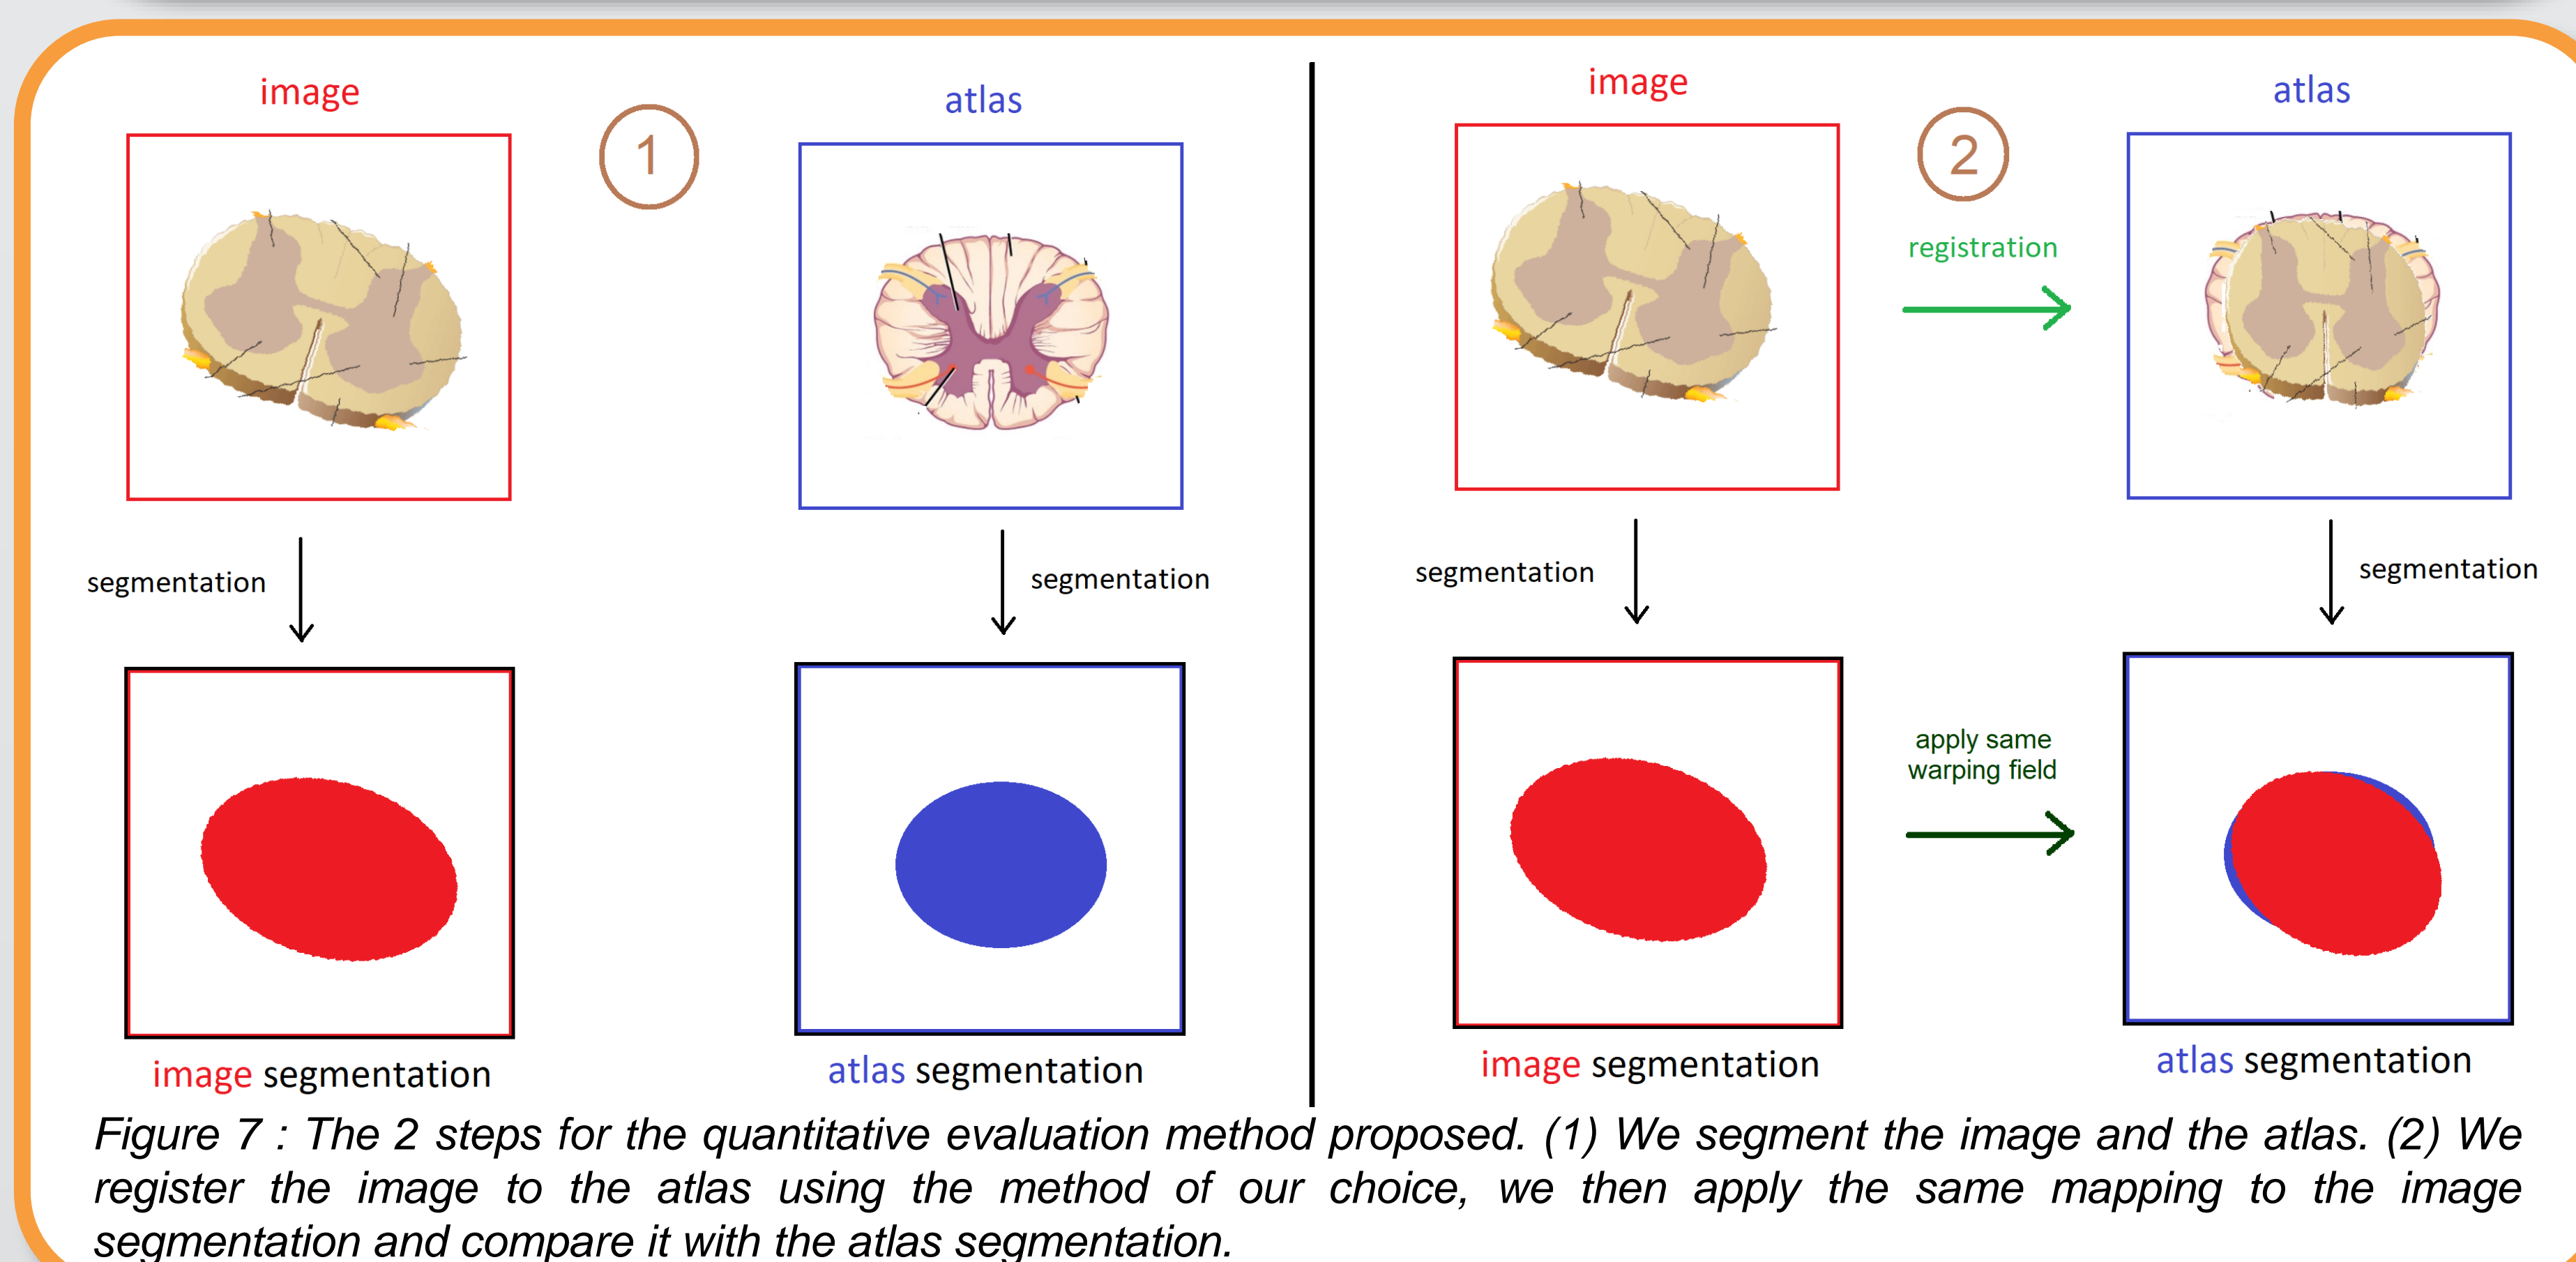 image
1
atlas
segmentation
segmentation
image segmentation
atlas segmentation
image
2
atlas
registration
segmentation
segmentation
apply same
warping field
image segmentation
atlas segmentation
Figure 7 : The 2 steps for the quantitative evaluation method proposed. (1) We segment the image and the atlas. (2) We
register the image to the atlas using the method of our choice, we then apply the same mapping to the image
segmentation and compare it with the atlas segmentation.